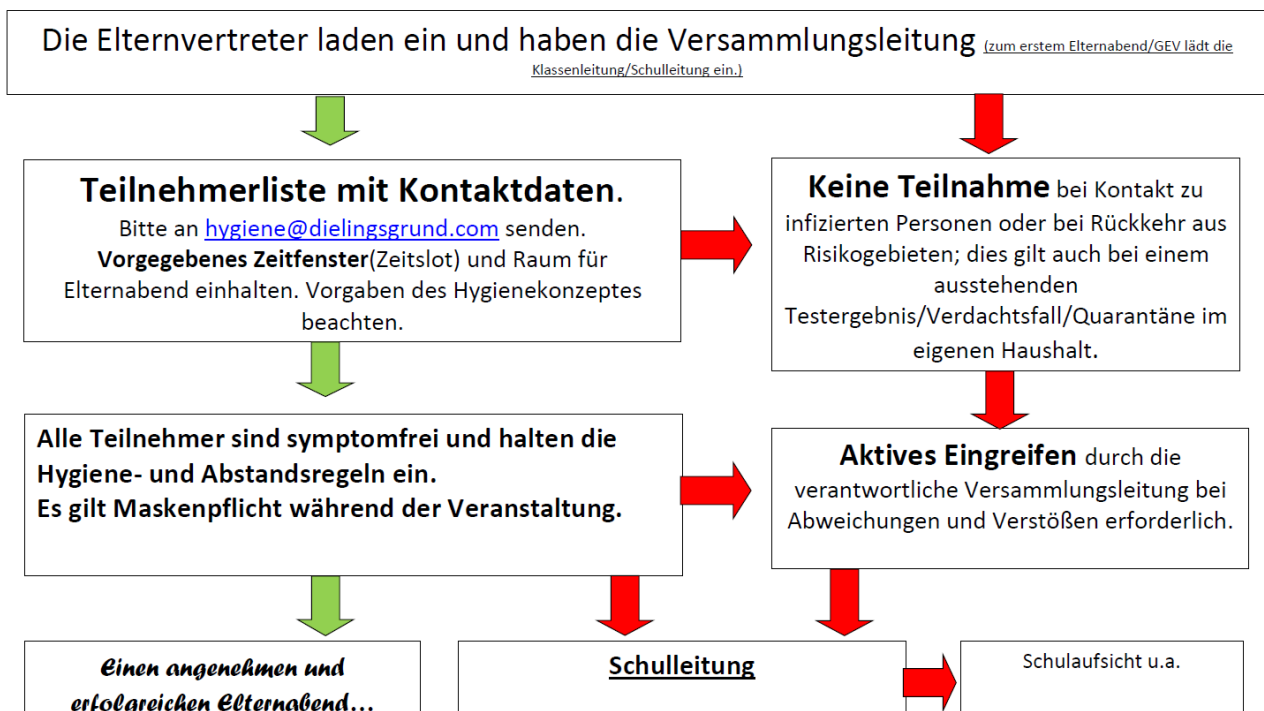 Die Elternvertreter laden ein und haben die Versammlungsleitung (zum erstem Elternabend/GEV lädt die
Klassenleitung/Schulleitung ein.)
Teilnehmerliste mit Kontaktdaten.
Bitte an hygiene@dielingsgrund.com senden.
Vorgegebenes Zeitfenster(Zeitslot) und Raum für
Elternabend einhalten. Vorgaben des Hygienekonzeptes
beachten.
Keine Teilnahme bei Kontakt zu
infizierten Personen oder bei Rückkehr aus
Risikogebieten; dies gilt auch bei einem
ausstehenden
Testergebnis/Verdachtsfall/Quarantäne im
eigenen Haushalt.
Alle Teilnehmer sind symptomfrei und halten die
Hygiene- und Abstandsregeln ein.
Es gilt Maskenpflicht während der Veranstaltung.
Aktives Eingreifen durch die
verantwortliche Versammlungsleitung bei
Abweichungen und Verstößen erforderlich.
Einen angenehmen und
erfolgreichen Elternabend...
Schulleitung
Schulaufsicht u.a.